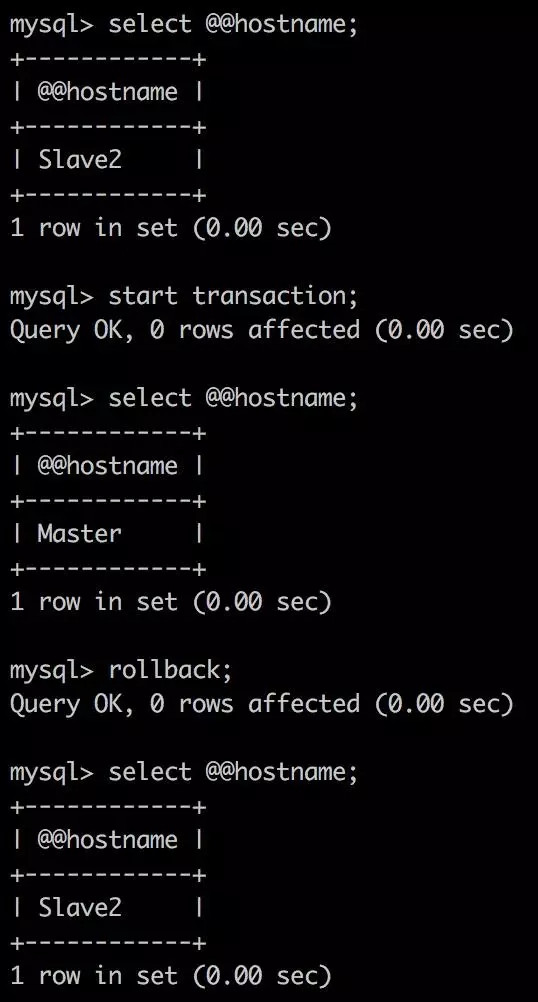 mysql> select @@hostname;
+------------+
| @@hostname |
+------------+
| Slave2     |
+------------+
1 row in set (0.00 sec)

mysql> start transaction;
Query OK, 0 rows affected (0.00 sec)

mysql> select @@hostname;
+------------+
| @@hostname |
+------------+
| Master     |
+------------+
1 row in set (0.00 sec)

mysql> rollback;
Query OK, 0 rows affected (0.00 sec)

mysql> select @@hostname;
+------------+
| @@hostname |
+------------+
| Slave2     |
+------------+
1 row in set (0.00 sec)